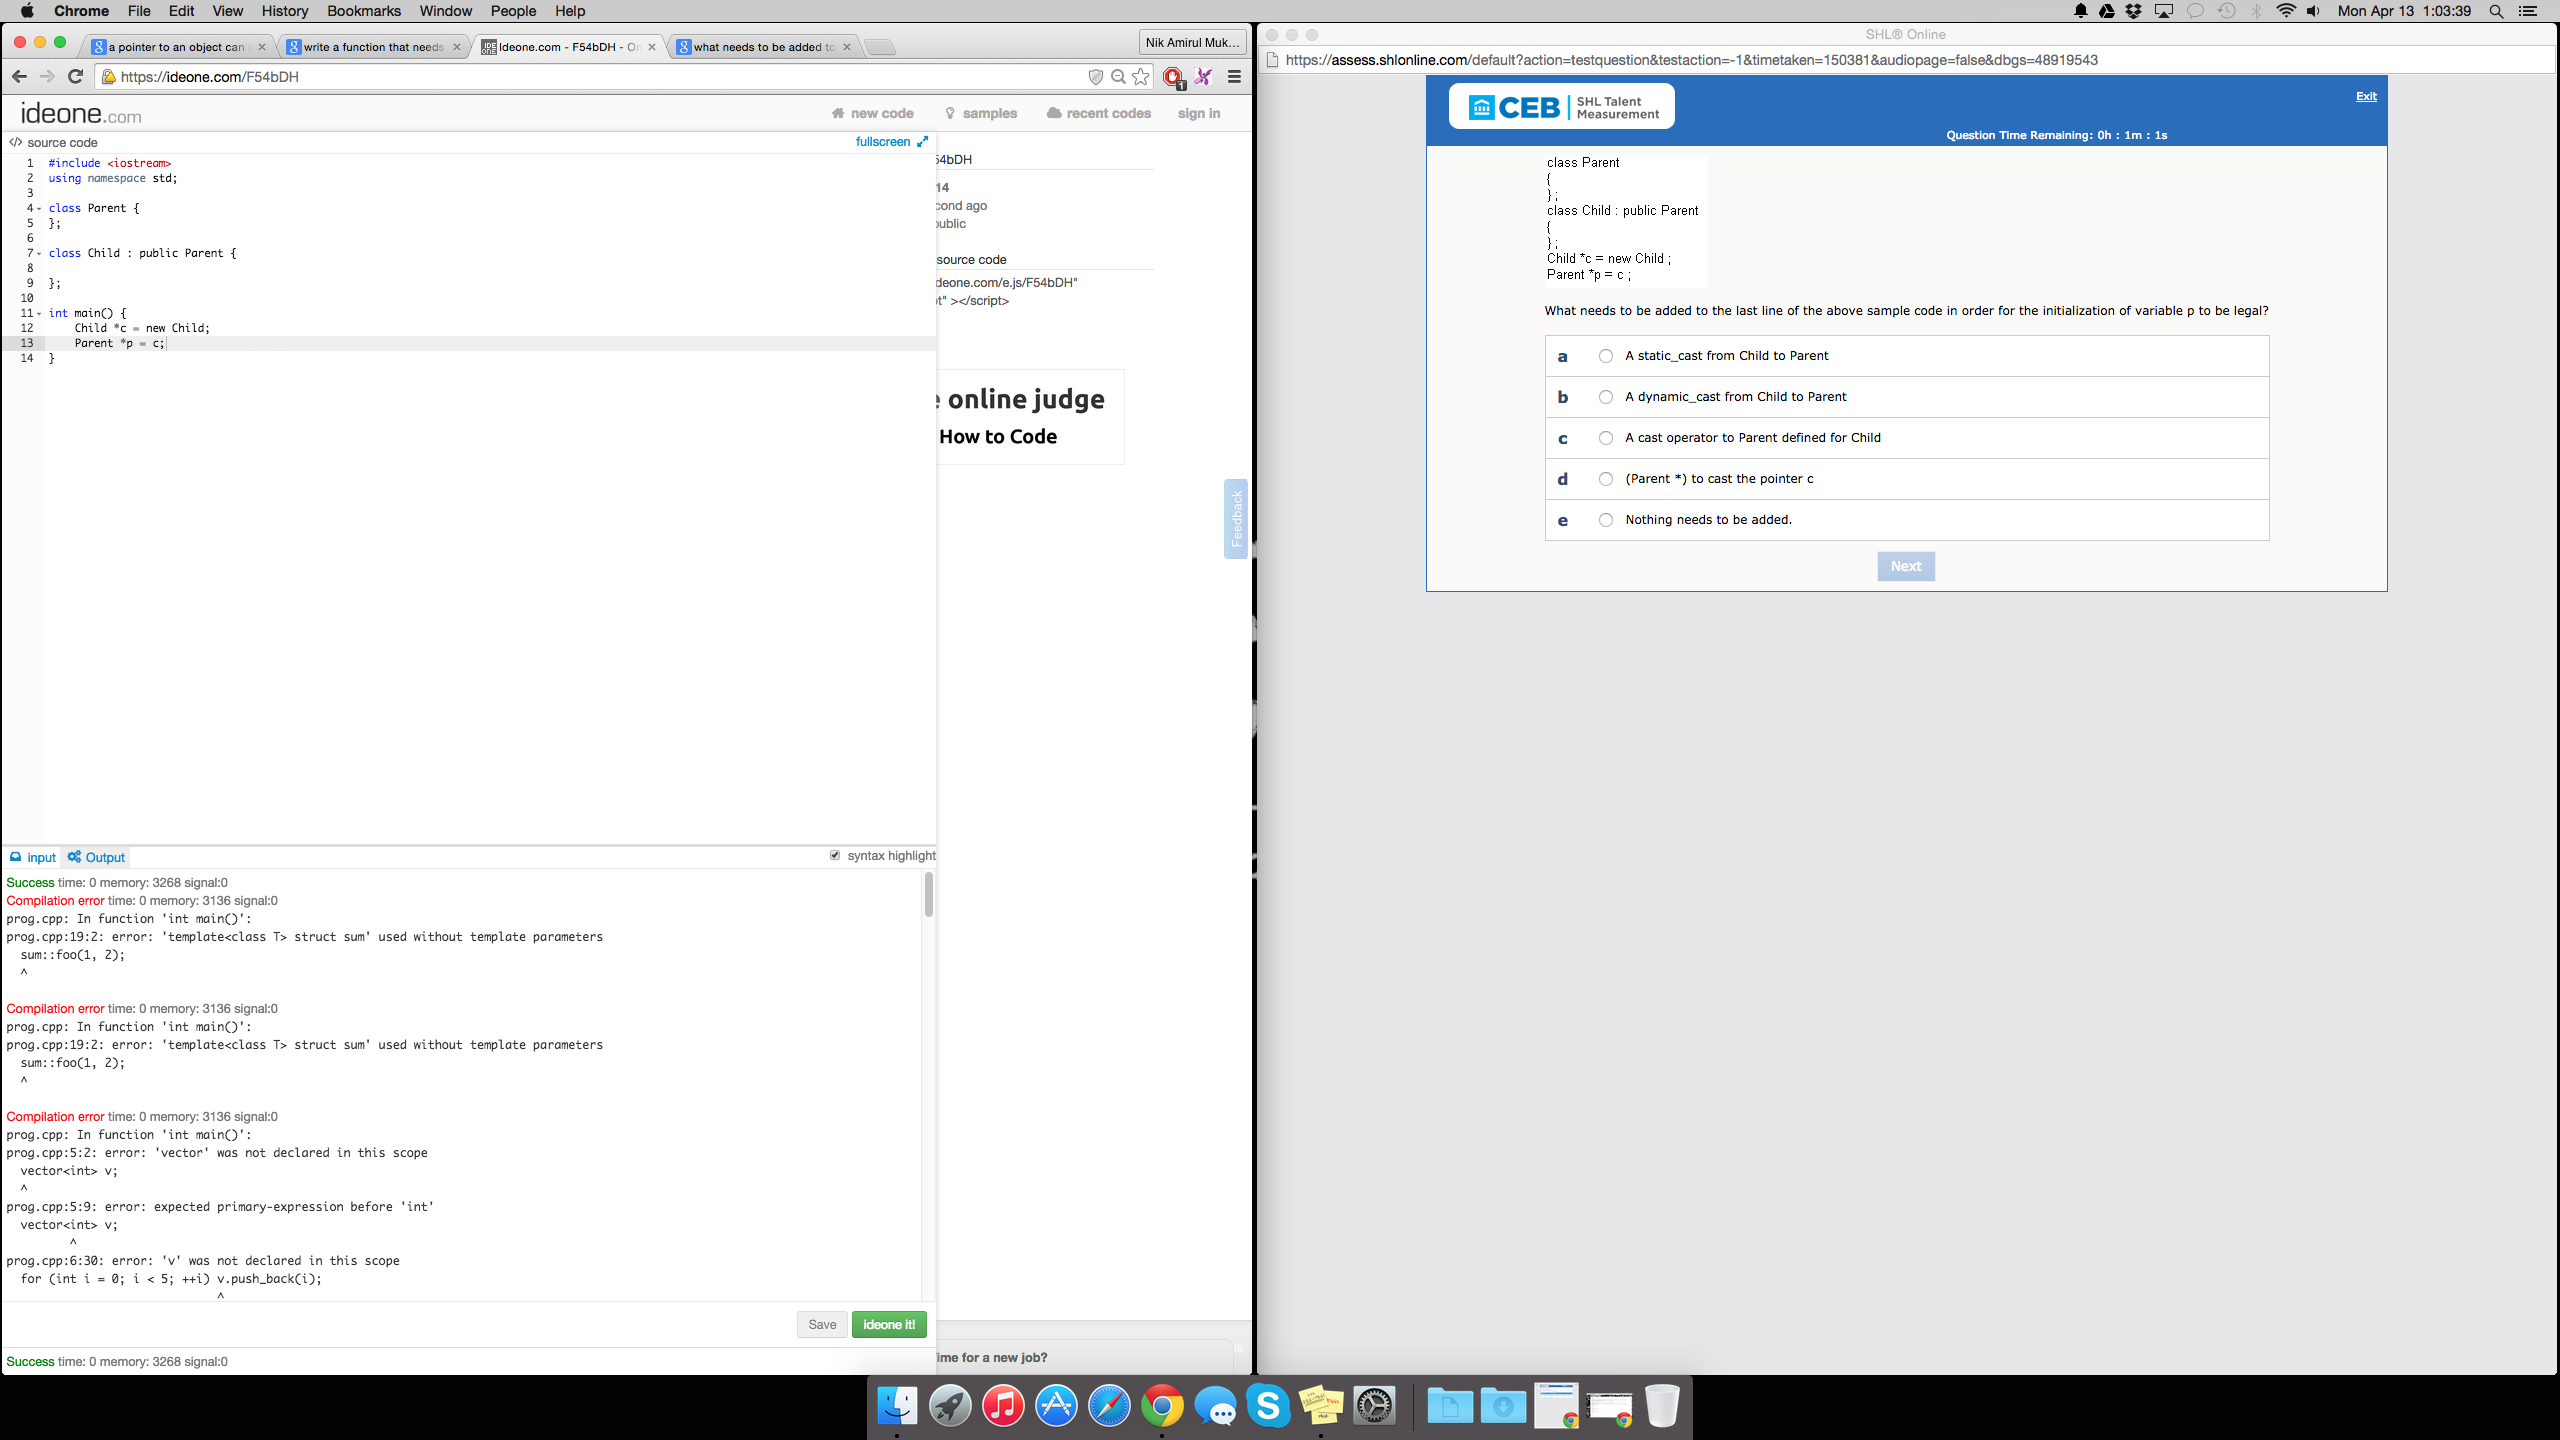 Chrome File Edit View History Bookmarks Window People Help
Mon Apr 13 1:03:39
a pointer to an object can
write a function that needs
Ideone.com - F54bDH - On
what needs to be added to
Nik Amirul Muk...
https://ideone.com/F54bDH
1
ideone.com
new code
samples
recent codes
sign in
</> source code
fullscreen
1 #include <iostream>
2 using namespace std;
3
4 class Parent {
5 };
6
7 class Child : public Parent {
8
9 };
10
11 int main() {
12 Child *c = new Child;
13 Parent *p = c;
14 }
54bDH
14
cond ago
public
source code
deone.com/e.js/F54bDH"
ot" ></script>
e online judge
How to Code
Feedback
input Output
syntax highlight
Success time: 0 memory: 3268 signal:0
Compilation error time: 0 memory: 3136 signal:0
prog.cpp: In function 'int main()':
prog.cpp:19:2: error: 'template<class T> struct sum' used without template parameters
sum::foo(1, 2);
^
Compilation error time: 0 memory: 3136 signal:0
prog.cpp: In function 'int main()':
prog.cpp:19:2: error: 'template<class T> struct sum' used without template parameters
sum::foo(1, 2);
^
Compilation error time: 0 memory: 3136 signal:0
prog.cpp: In function 'int main()':
prog.cpp:5:2: error: 'vector' was not declared in this scope
vector<int> v;
^
prog.cpp:5:9: error: expected primary-expression before 'int'
vector<int> v;
^
prog.cpp:6:30: error: 'v' was not declared in this scope
for (int i = 0; i < 5; ++i) v.push_back(i);
^
Save
ideone it!
Success time: 0 memory: 3268 signal:0
ime for a new job?
SHL® Online
https://assess.shlonline.com/default?action=testquestion&testaction=-1&timetaken=150381&audiopage=false&dbgs=48919543
CEB SHL Talent
Measurement
Exit
Question Time Remaining: 0h : 1m : 1s
class Parent
{
} ;
class Child : public Parent
{
} ;
Child *c = new Child ;
Parent *p = c ;
What needs to be added to the last line of the above sample code in order for the initialization of variable p to be legal?
a A static_cast from Child to Parent
b A dynamic_cast from Child to Parent
c A cast operator to Parent defined for Child
d (Parent *) to cast the pointer c
e Nothing needs to be added.
Next